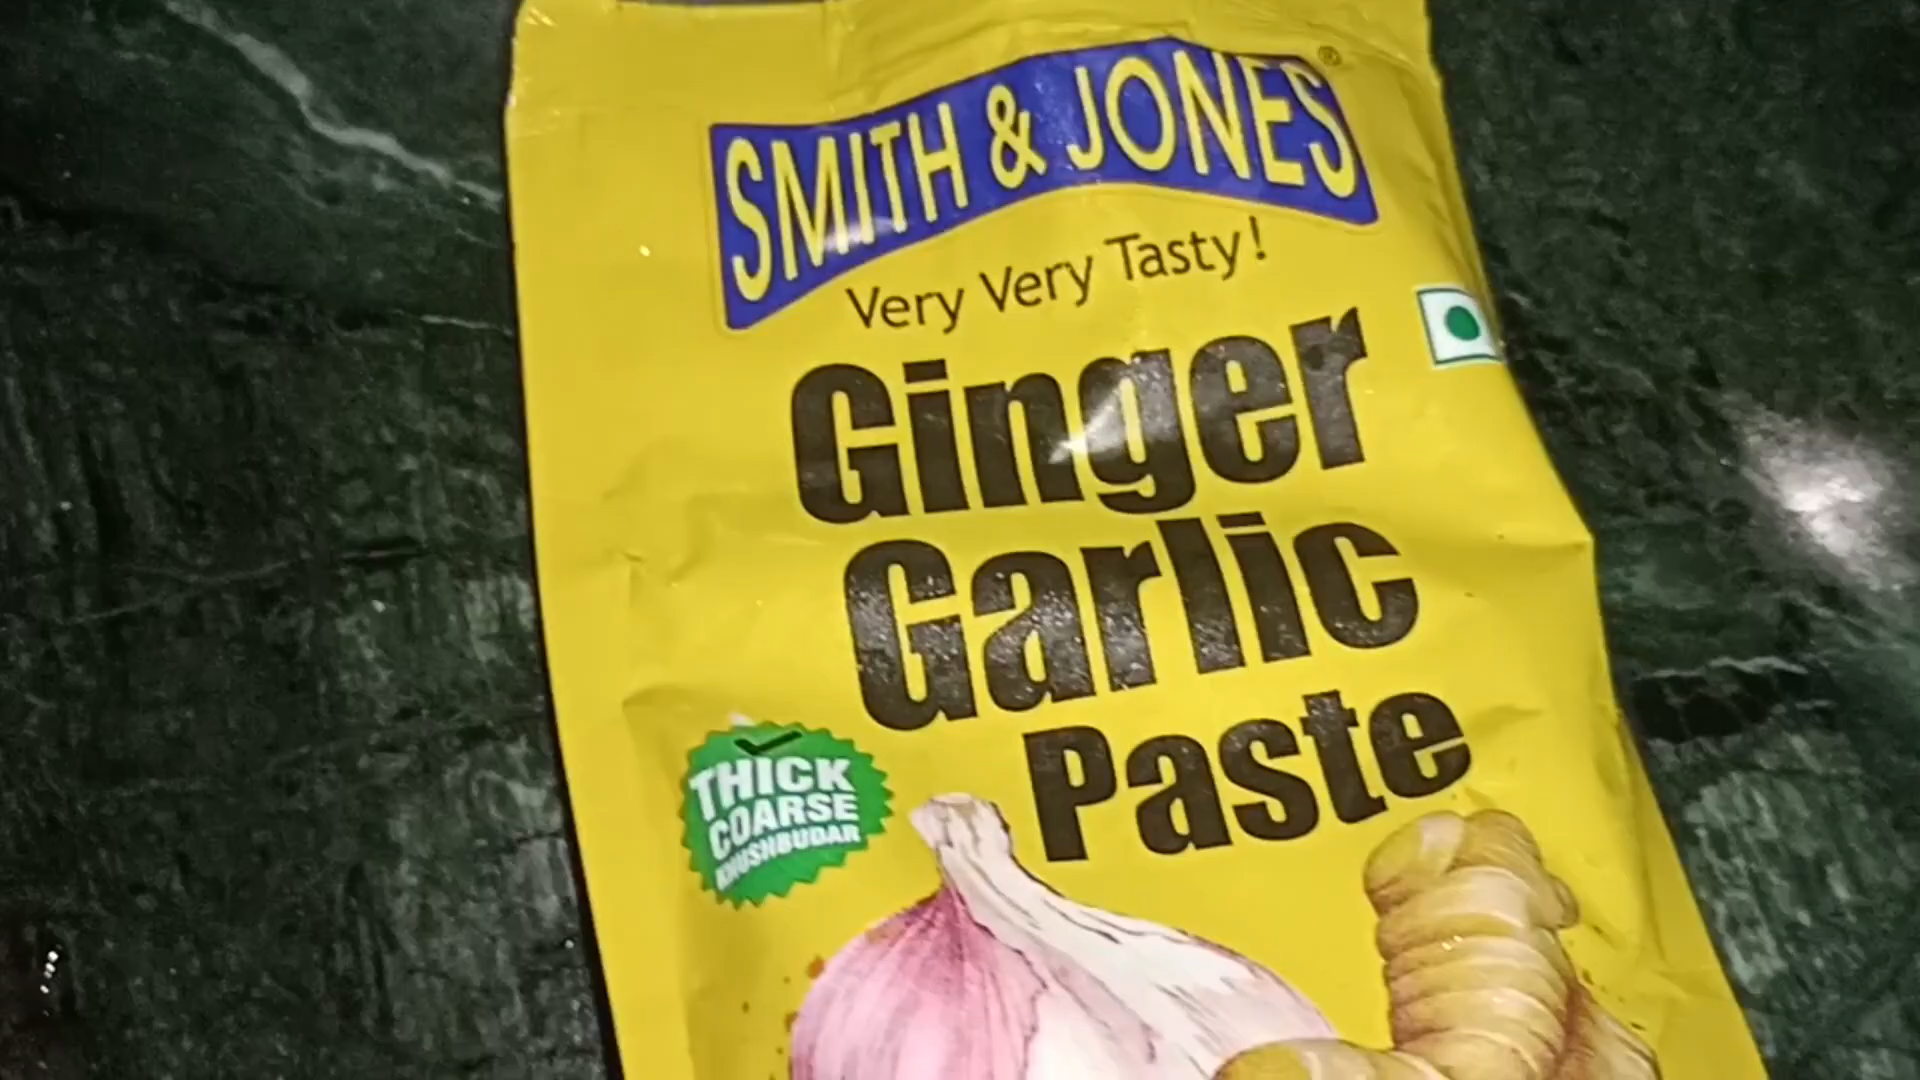 SMITH & JONES
®
Very Very Tasty!
Ginger
Garlic
Paste
THICK
COARSE
KHUSHBUDAR